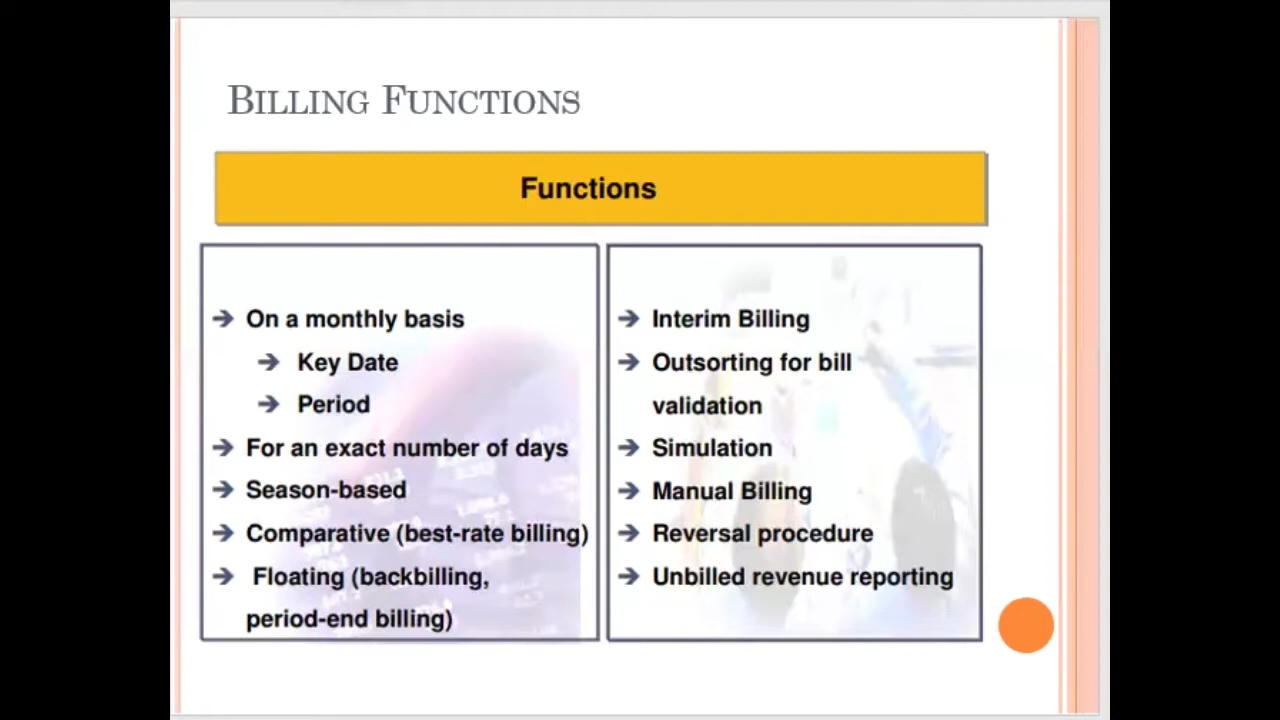 BILLING FUNCTIONS
Functions
On a monthly basis
Key Date
Period
For an exact number of days
Season-based
Comparative (best-rate billing)
Floating (backbilling,
period-end billing)
Interim Billing
Outsorting for bill
validation
Simulation
Manual Billing
Reversal procedure
Unbilled revenue reporting